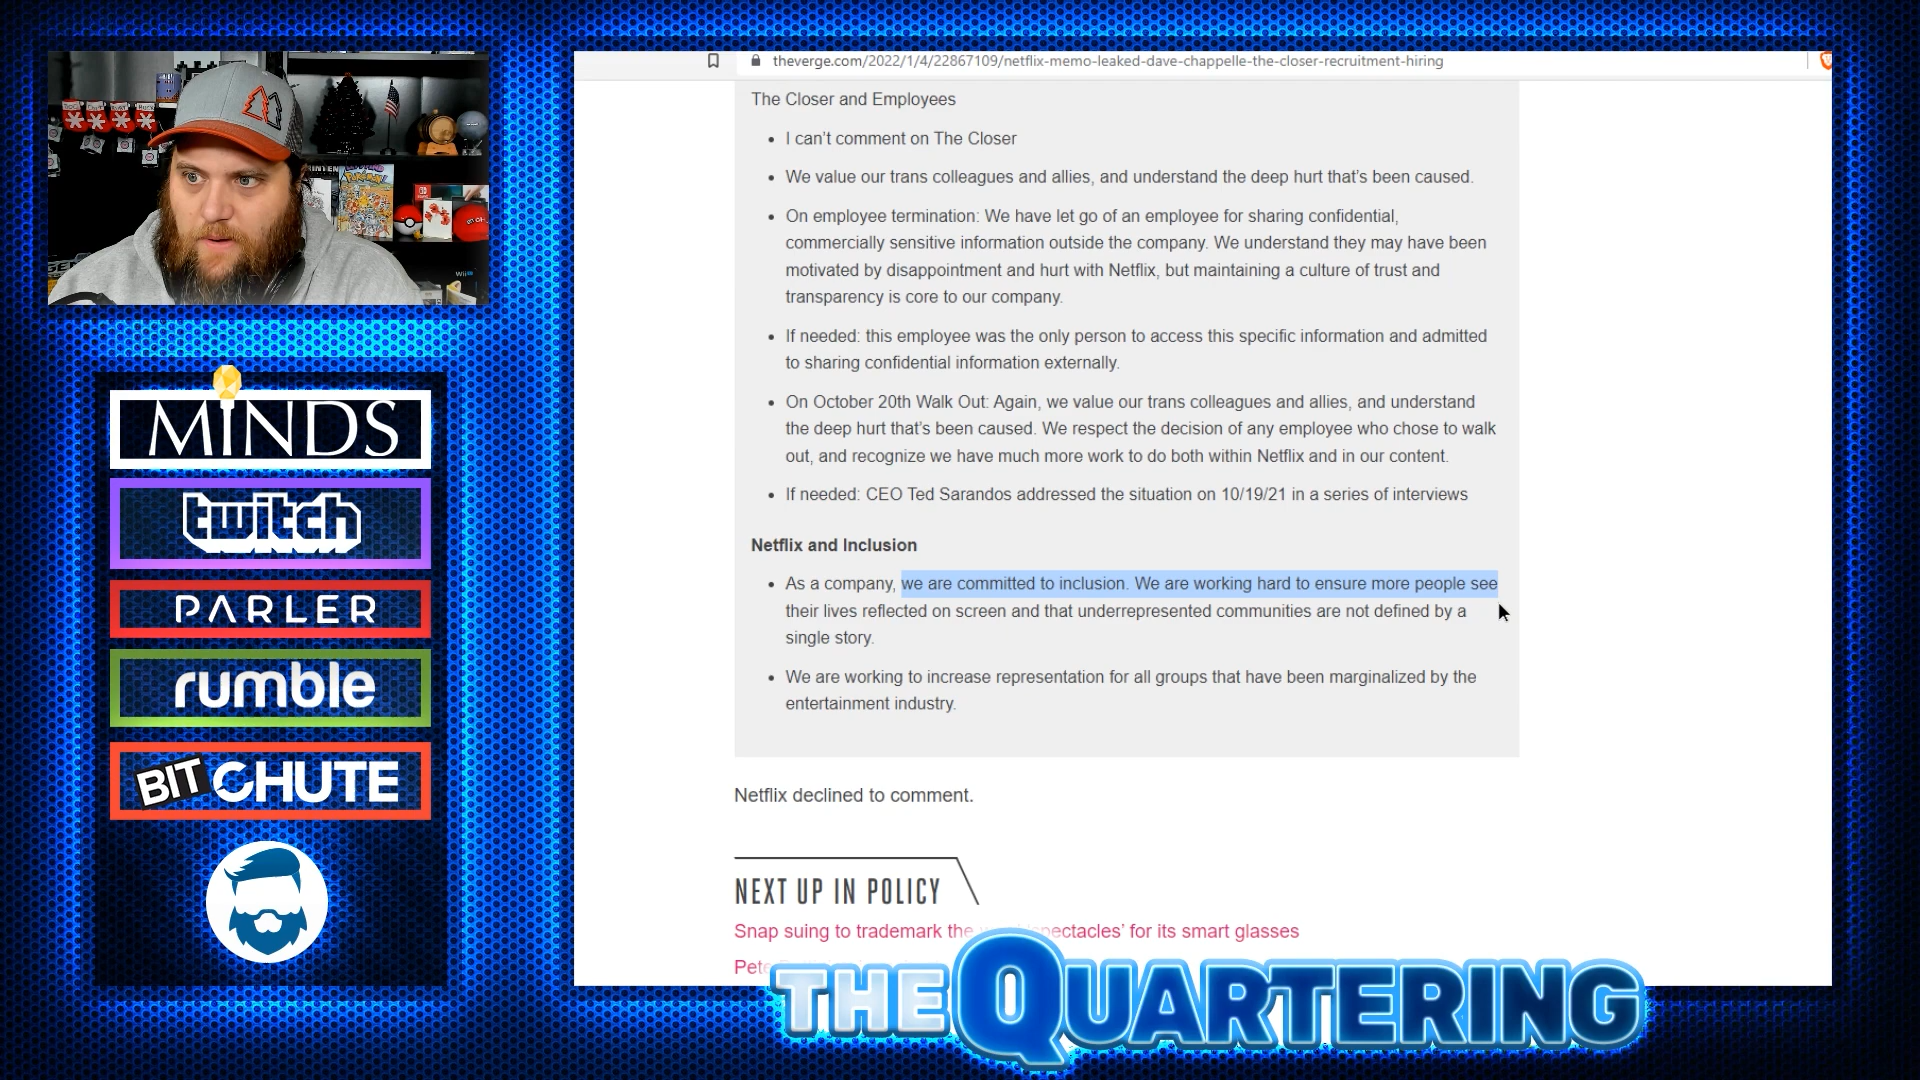 theverge.com/2022/1/4/22867109/netflix-memo-leaked-dave-chappelle-the-closer-recruitment-hiring
The Closer and Employees
• I can’t comment on The Closer
• We value our trans colleagues and allies, and understand the deep hurt that’s been caused.
• On employee termination: We have let go of an employee for sharing confidential,
commercially sensitive information outside the company. We understand they may have been
motivated by disappointment and hurt with Netflix, but maintaining a culture of trust and
transparency is core to our company.
• If needed: this employee was the only person to access this specific information and admitted
to sharing confidential information externally.
• On October 20th Walk Out: Again, we value our trans colleagues and allies, and understand
the deep hurt that’s been caused. We respect the decision of any employee who chose to walk
out, and recognize we have much more work to do both within Netflix and in our content.
• If needed: CEO Ted Sarandos addressed the situation on 10/19/21 in a series of interviews
Netflix and Inclusion
• As a company, we are committed to inclusion. We are working hard to ensure more people see
their lives reflected on screen and that underrepresented communities are not defined by a
single story.
• We are working to increase representation for all groups that have been marginalized by the
entertainment industry.
Netflix declined to comment.
NEXT UP IN POLICY
Snap suing to trademark the spectacles’ for its smart glasses
MINDS
twitch
PARLER
rumble
BITCHUTE
THE QUARTERING
Wii